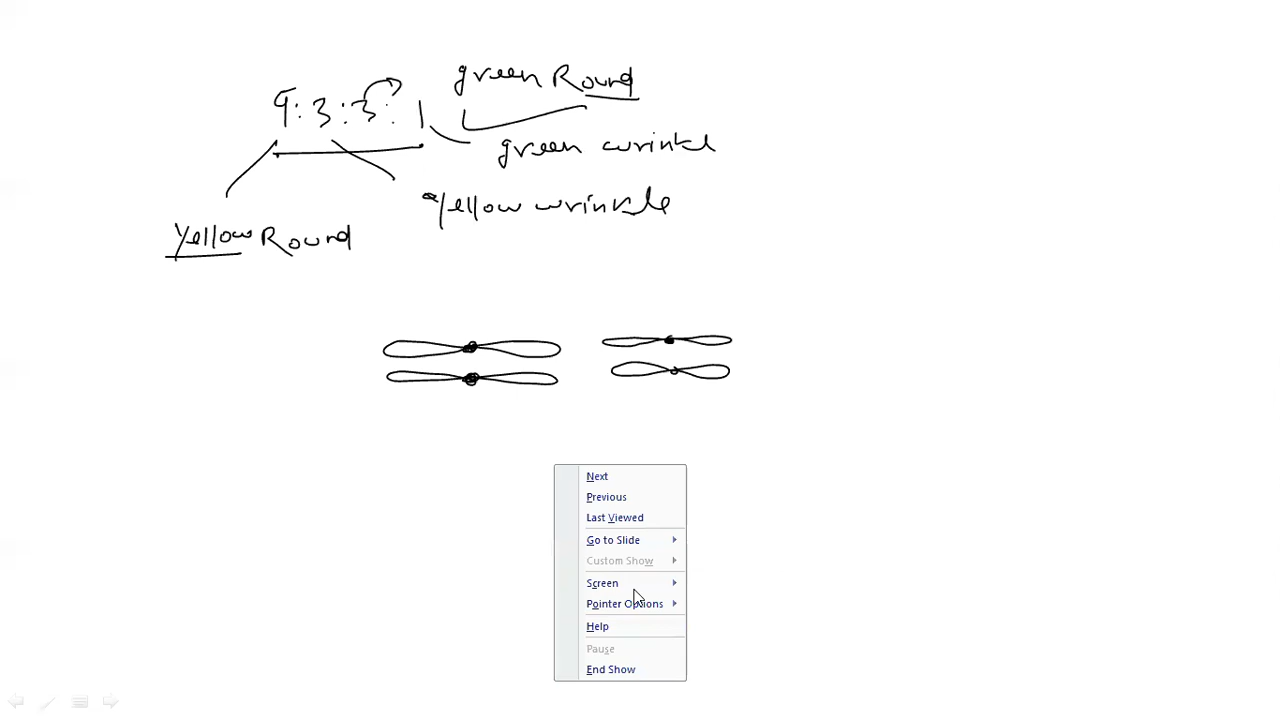 green Round
9:3:3:1
green wrinkl
Yellow wrinkle
Yellow Round
Next
Previous
Last Viewed
Go to Slide
Custom Show
Screen
Pointer Options
Help
Pause
End Show